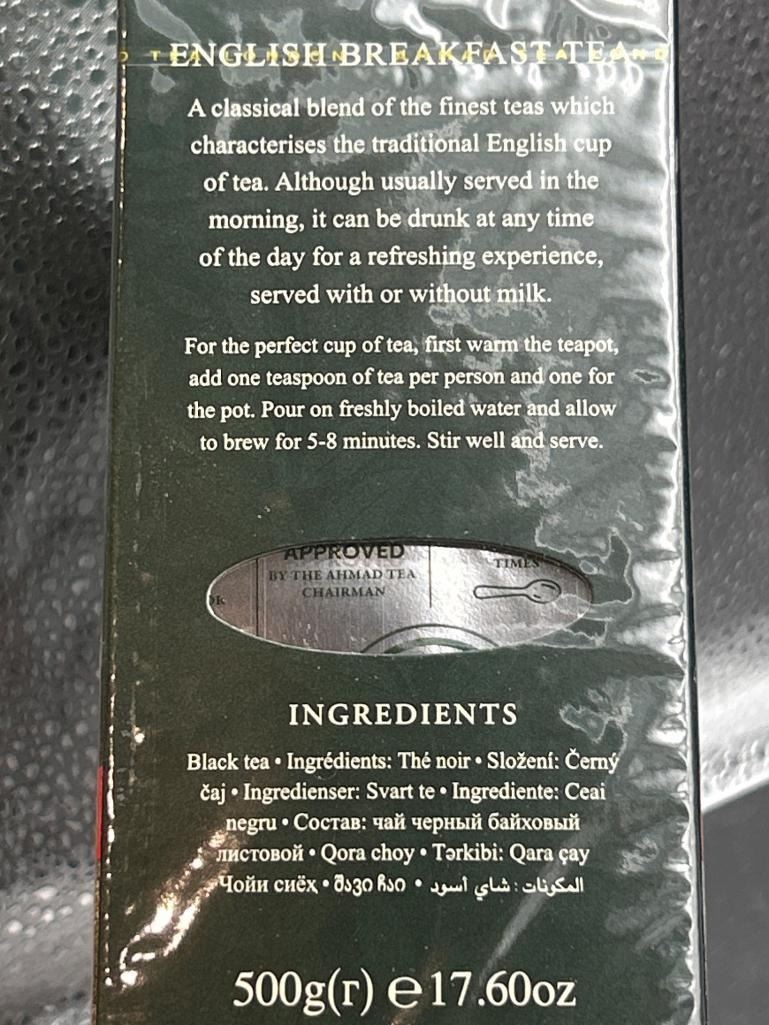 ENGLISH BREAKFAST TEA
A classical blend of the finest teas which
characterises the traditional English cup
of tea. Although usually served in the
morning, it can be drunk at any time
of the day for a refreshing experience,
served with or without milk.
For the perfect cup of tea, first warm the teapot,
add one teaspoon of tea per person and one for
the pot. Pour on freshly boiled water and allow
to brew for 5-8 minutes. Stir well and serve.
APPROVED
BY THE AHMAD TEA
CHAIRMAN
TIMES
INGREDIENTS
Black tea • Ingrédients: Thé noir • Složení: Černý
čaj • Ingredienser: Svart te • Ingrediente: Ceai
negru • Состав: чай черный байховый
листовой • Qora choy • Tərkibi: Qara çay
Чойи сиёҳ • შავი ჩაი • المكونات: شاي أسود
500g(г) ℮ 17.60oz